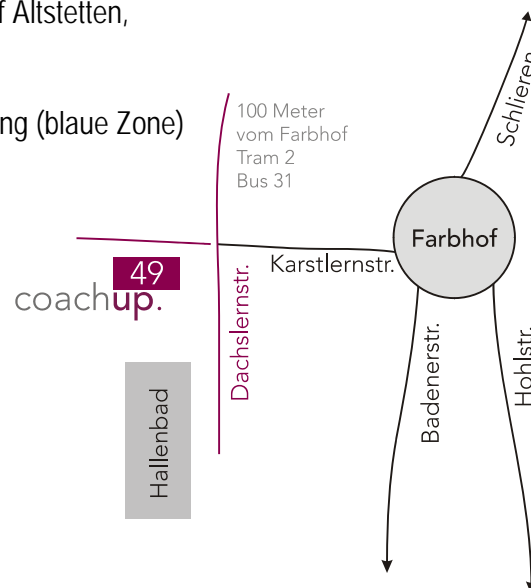 f Altstetten,
ng (blaue Zone)
100 Meter
vom Farbhof
Tram 2
Bus 31
Schlieren
Farbhof
Karstlernstr.
49
coachup.
Dachslernstr.
Badenerstr.
Hohlstr.
Hallenbad